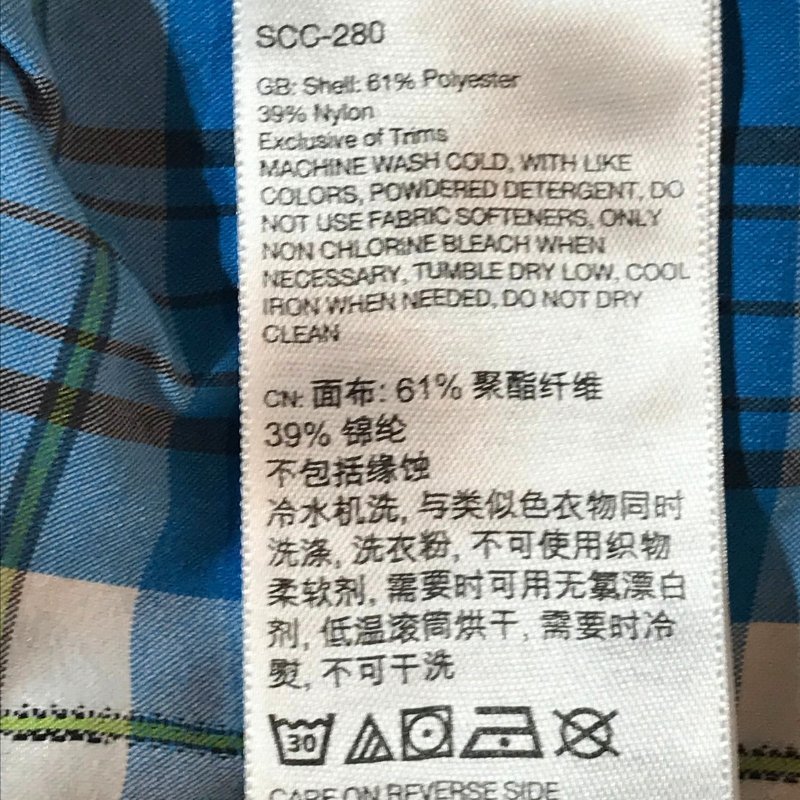 SCC-280
GB: Shell: 61% Polyester
39% Nylon
Exclusive of Trims
MACHINE WASH COLD, WITH LIKE
COLORS, POWDERED DETERGENT, DO
NOT USE FABRIC SOFTENERS, ONLY
NON CHLORINE BLEACH WHEN
NECESSARY, TUMBLE DRY LOW, COOL
IRON WHEN NEEDED, DO NOT DRY
CLEAN
CN: 面布: 61% 聚酯纤维
39% 锦纶
不包括缘蚀
冷水机洗, 与类似色衣物同时
洗涤, 洗衣粉, 不可使用织物
柔软剂, 需要时可用无氯漂白
剂, 低温滚筒烘干, 需要时冷
熨, 不可干洗
30
CARE ON REVERSE SIDE